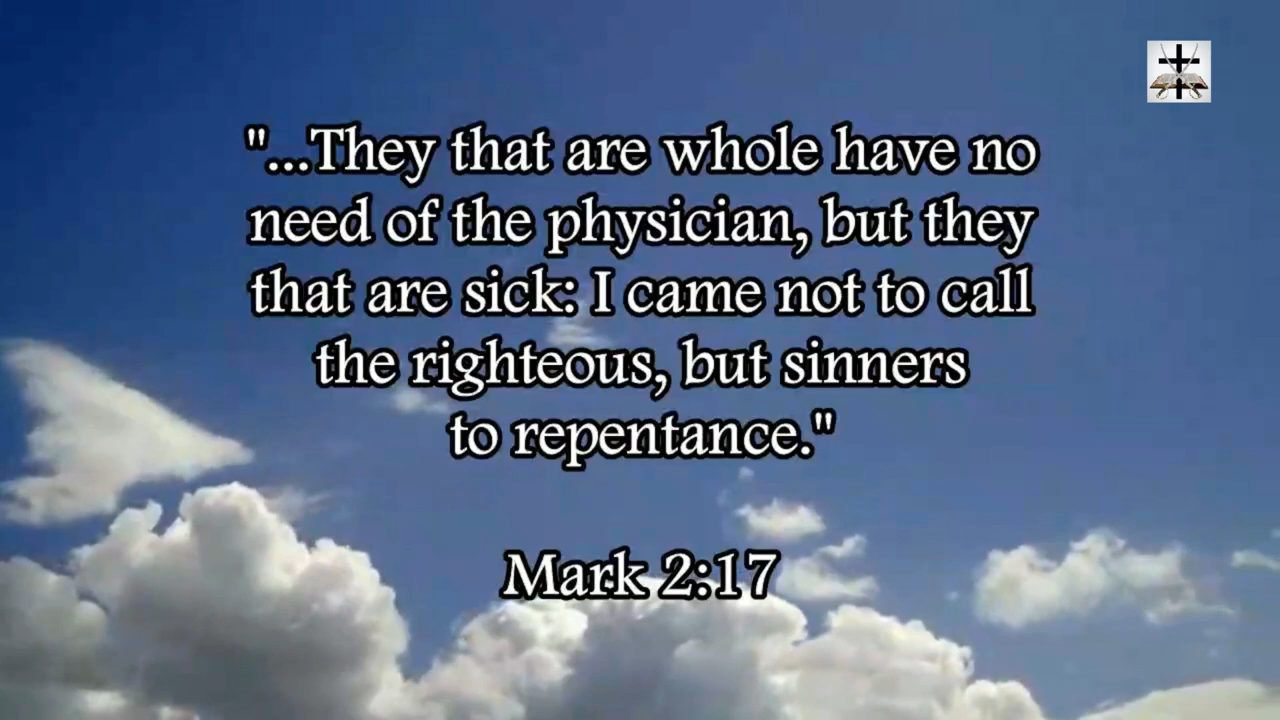 "...They that are whole have no
need of the physician, but they
that are sick: I came not to call
the righteous, but sinners
to repentance."
Mark 2:17